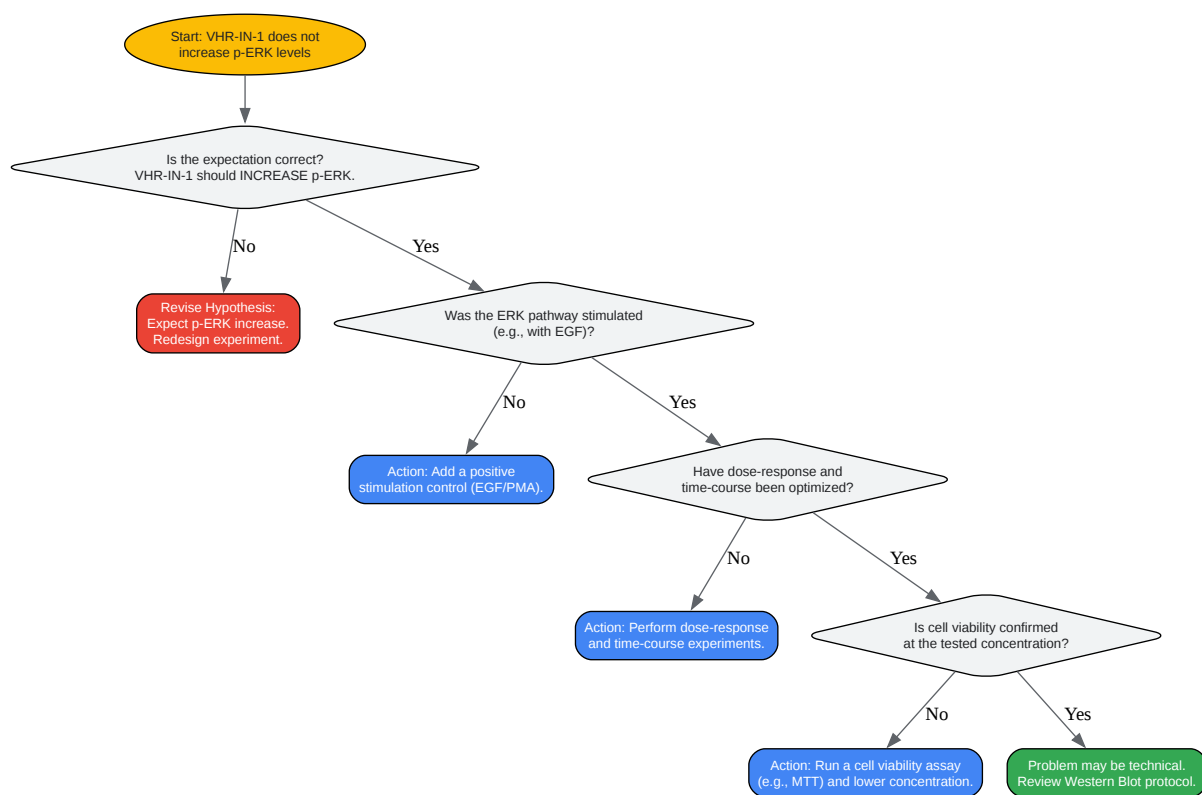 Start: VHR-IN-1 does not
increase p-ERK levels
Is the expectation correct?
VHR-IN-1 should INCREASE p-ERK.
No
Yes
Revise Hypothesis:
Expect p-ERK increase.
Redesign experiment.
Was the ERK pathway stimulated
(e.g., with EGF)?
No
Yes
Action: Add a positive
stimulation control (EGF/PMA).
Have dose-response and
time-course been optimized?
No
Yes
Action: Perform dose-response
and time-course experiments.
Is cell viability confirmed
at the tested concentration?
No
Yes
Action: Run a cell viability assay
(e.g., MTT) and lower concentration.
Problem may be technical.
Review Western Blot protocol.